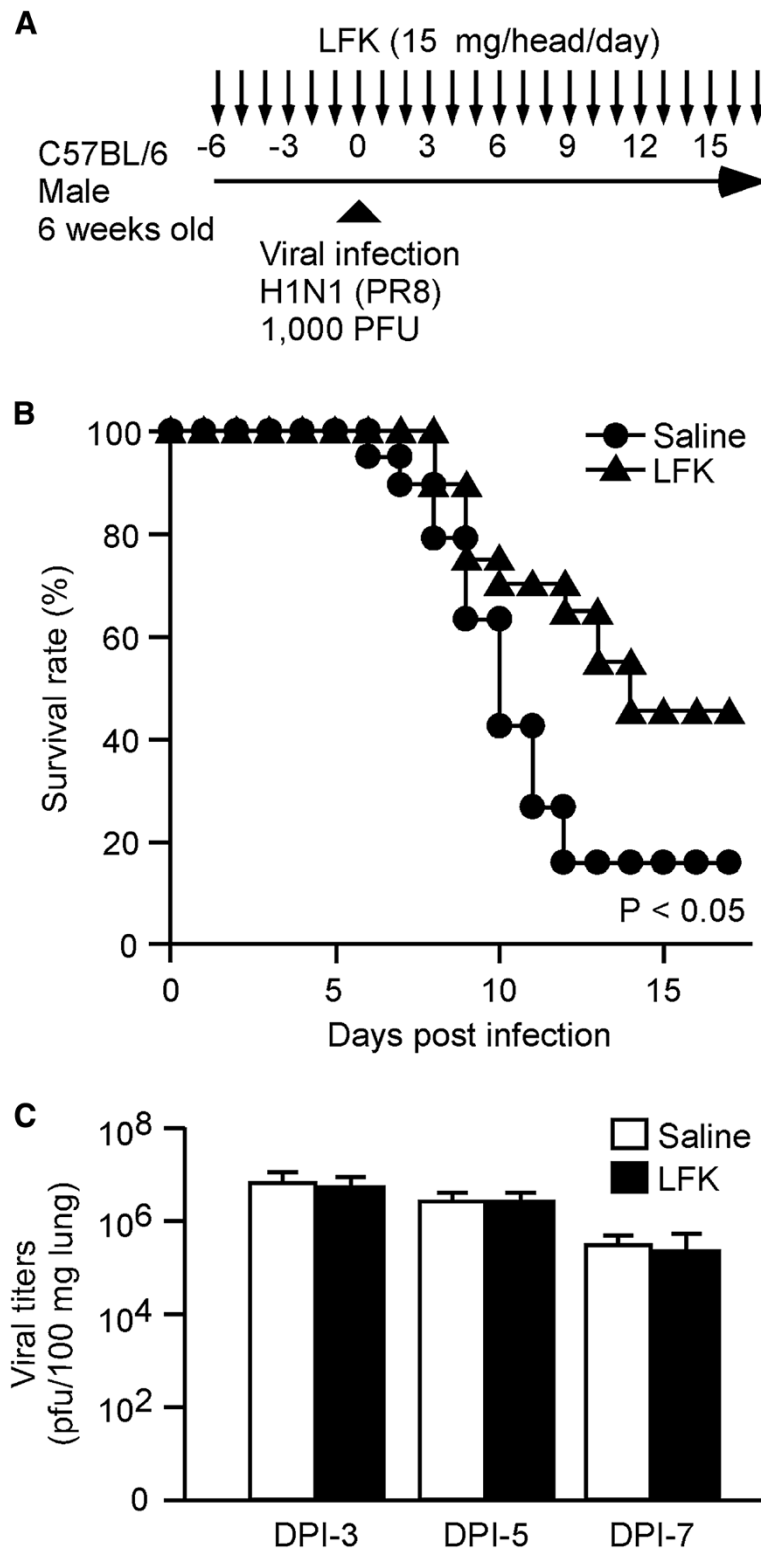 A
LFK (15 mg/head/day)
-6 -3 0 3 6 9 12 15
C57BL/6
Male
6 weeks old
Viral infection
H1N1 (PR8)
1,000 PFU
B
Saline
LFK
100
80
60
40
20
0
Survival rate (%)
P < 0.05
0 5 10 15
Days post infection
C
Saline
LFK
10⁸
10⁶
10⁴
10²
0
Viral titers
(pfu/100 mg lung)
DPI-3 DPI-5 DPI-7